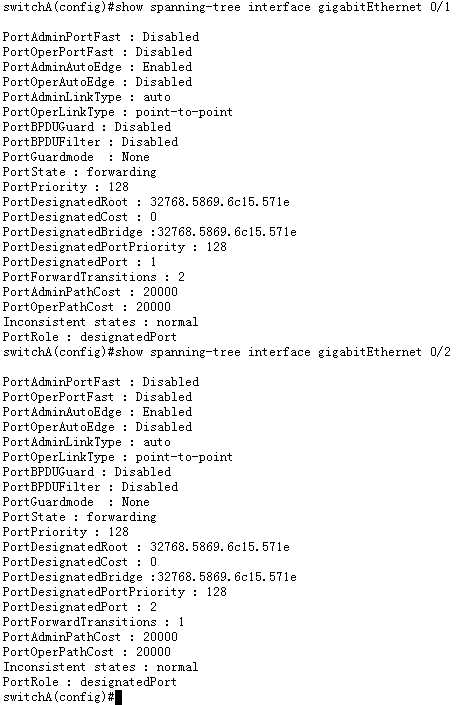 switchA(config)#show spanning-tree interface gigabitEthernet 0/1
PortAdminPortFast : Disabled
PortOperPortFast : Disabled
PortAdminAutoEdge : Enabled
PortOperAutoEdge : Disabled
PortAdminLinkType : auto
PortOperLinkType : point-to-point
PortBPDUGuard : Disabled
PortBPDUFilter : Disabled
PortGuardmode  : None
PortState : forwarding
PortPriority : 128
PortDesignatedRoot : 32768.5869.6c15.571e
PortDesignatedCost : 0
PortDesignatedBridge :32768.5869.6c15.571e
PortDesignatedPortPriority : 128
PortDesignatedPort : 1
PortForwardTransitions : 2
PortAdminPathCost : 20000
PortOperPathCost : 20000
Inconsistent states : normal
PortRole : designatedPort
switchA(config)#show spanning-tree interface gigabitEthernet 0/2
PortAdminPortFast : Disabled
PortOperPortFast : Disabled
PortAdminAutoEdge : Enabled
PortOperAutoEdge : Disabled
PortAdminLinkType : auto
PortOperLinkType : point-to-point
PortBPDUGuard : Disabled
PortBPDUFilter : Disabled
PortGuardmode  : None
PortState : forwarding
PortPriority : 128
PortDesignatedRoot : 32768.5869.6c15.571e
PortDesignatedCost : 0
PortDesignatedBridge :32768.5869.6c15.571e
PortDesignatedPortPriority : 128
PortDesignatedPort : 2
PortForwardTransitions : 1
PortAdminPathCost : 20000
PortOperPathCost : 20000
Inconsistent states : normal
PortRole : designatedPort
switchA(config)#